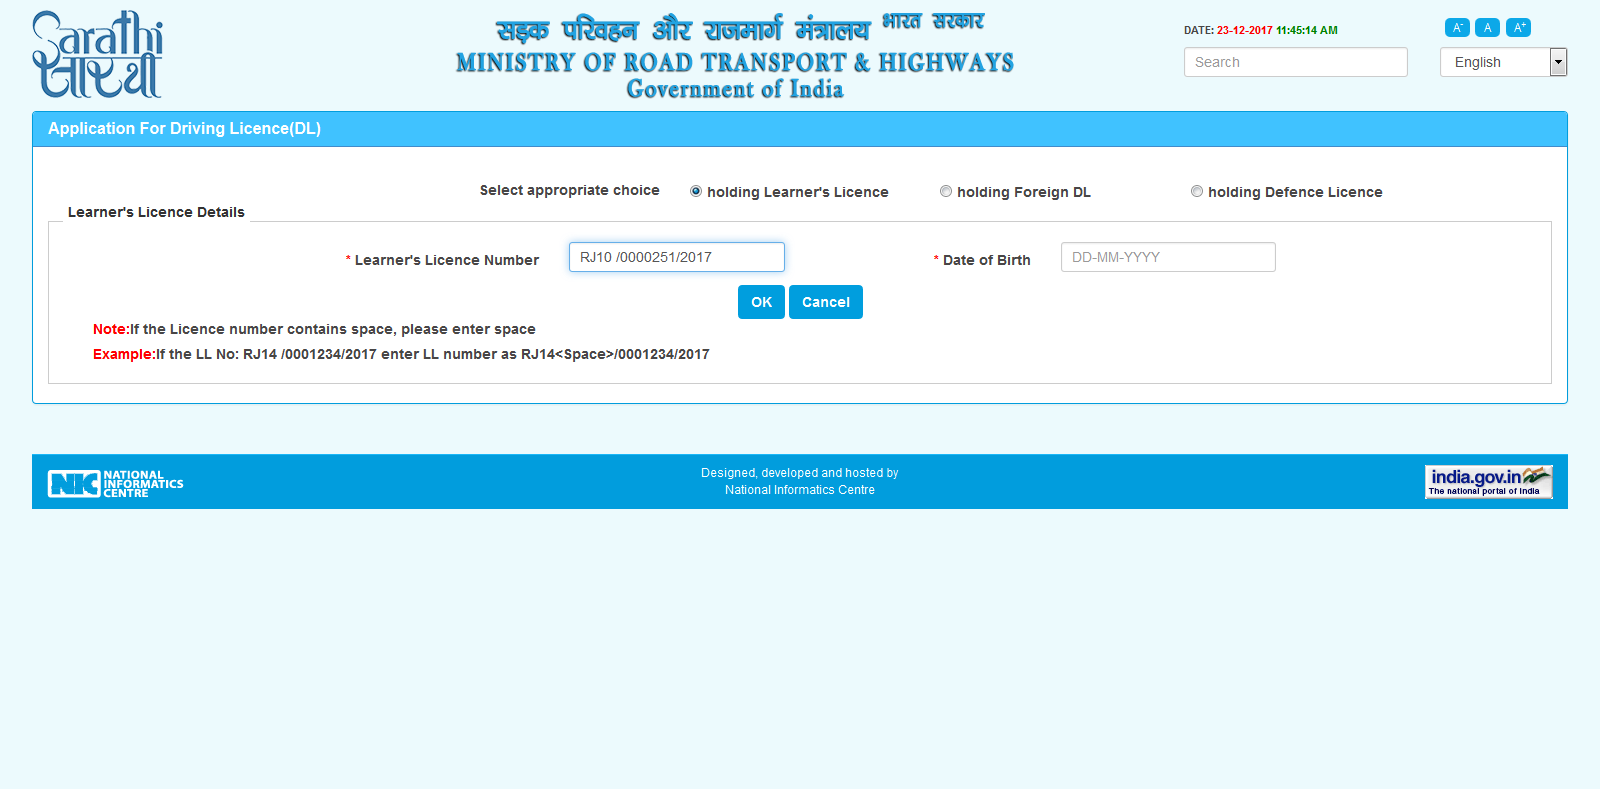 Sarathi
सारथी
सड़क परिवहन और राजमार्ग मंत्रालय भारत सरकार
MINISTRY OF ROAD TRANSPORT & HIGHWAYS
Government of India
DATE: 23-12-2017 11:45:14 AM
A- A A+
Search
English
Application For Driving Licence(DL)
Select appropriate choice holding Learner's Licence holding Foreign DL holding Defence Licence
Learner's Licence Details
* Learner's Licence Number RJ10 /0000251/2017 * Date of Birth DD-MM-YYYY
OK Cancel
Note:If the Licence number contains space, please enter space
Example:If the LL No: RJ14 /0001234/2017 enter LL number as RJ14<Space>/0001234/2017
NIC NATIONAL INFORMATICS CENTRE
Designed, developed and hosted by
National Informatics Centre
india.gov.in
The national portal of India